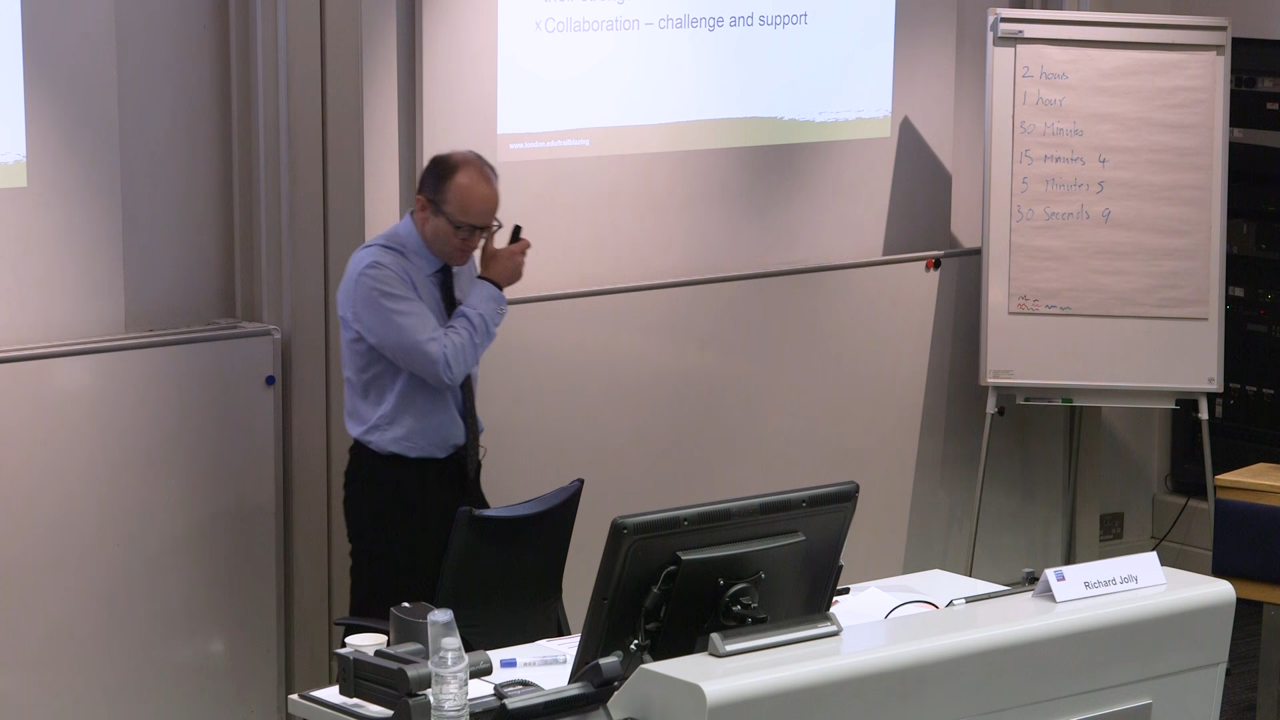 Collaboration – challenge and support
2 hours
1 hour
30 Minutes
15 Minutes 4
5 Minutes 5
30 Seconds 9
Richard Jolly